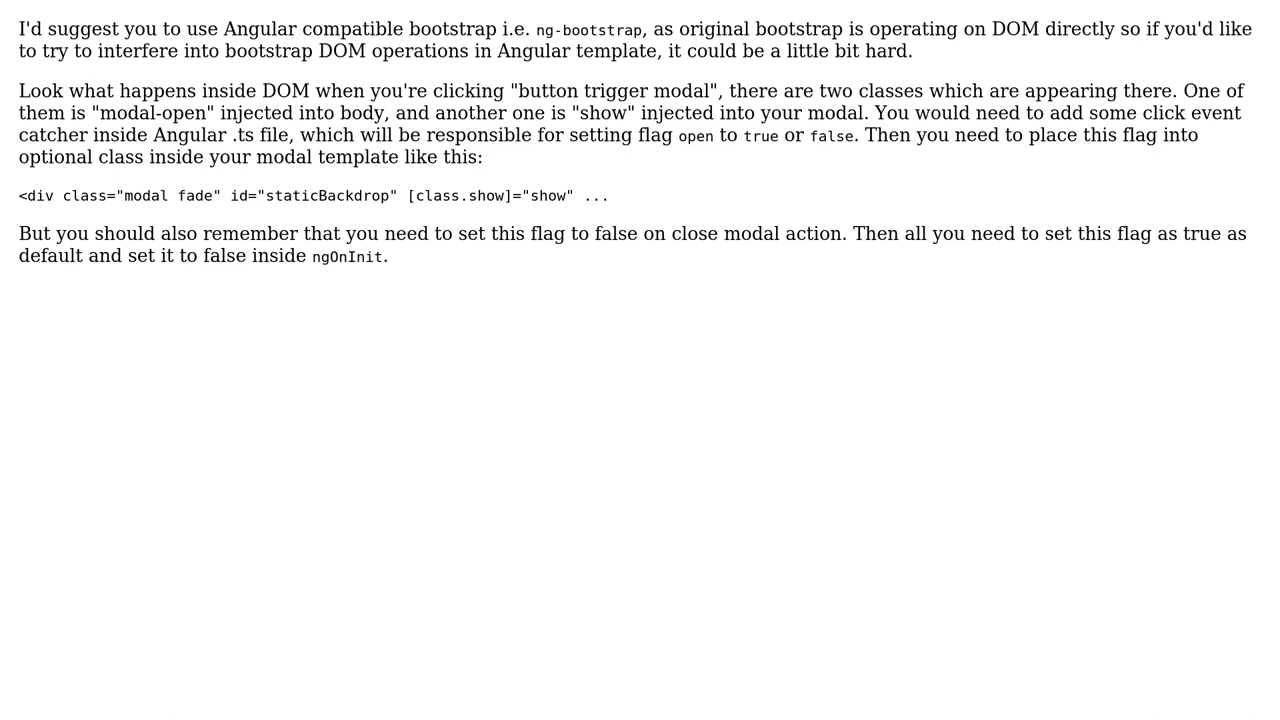 I'd suggest you to use Angular compatible bootstrap i.e. ng-bootstrap, as original bootstrap is operating on DOM directly so if you'd like
to try to interfere into bootstrap DOM operations in Angular template, it could be a little bit hard.
Look what happens inside DOM when you're clicking "button trigger modal", there are two classes which are appearing there. One of
them is "modal-open" injected into body, and another one is "show" injected into your modal. You would need to add some click event
catcher inside Angular .ts file, which will be responsible for setting flag open to true or false. Then you need to place this flag into
optional class inside your modal template like this:
<div class="modal fade" id="staticBackdrop" [class.show]="show" ...
But you should also remember that you need to set this flag to false on close modal action. Then all you need to set this flag as true as
default and set it to false inside ngOnInit.